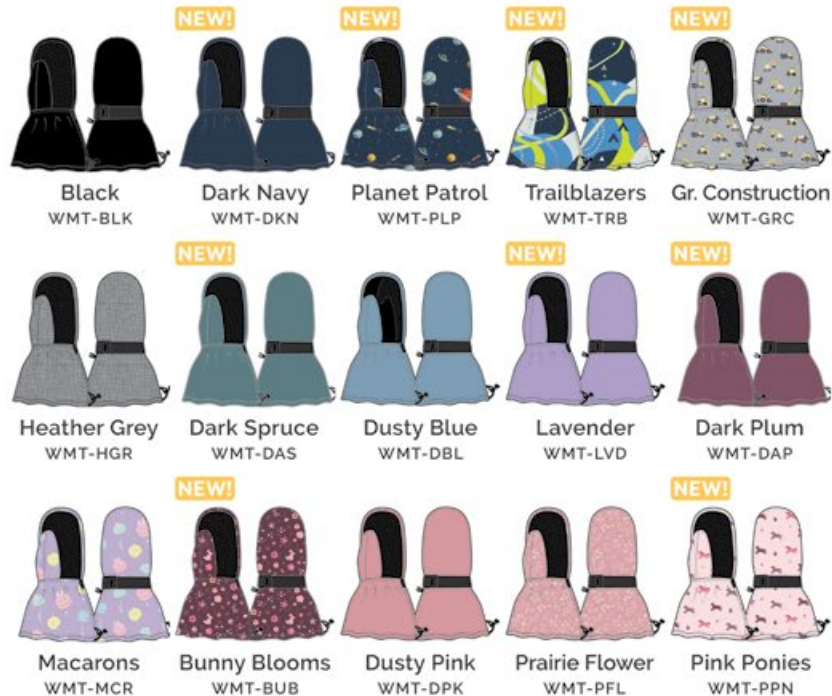 NEW!
NEW!
NEW!
NEW!
Black
Dark Navy
Planet Patrol
Trailblazers
Gr. Construction
WMT-BLK
WMT-DKN
WMT-PLP
WMT-TRB
WMT-GRC
NEW!
NEW!
NEW!
Heather Grey
Dark Spruce
Dusty Blue
Lavender
Dark Plum
WMT-HGR
WMT-DAS
WMT-DBL
WMT-LVD
WMT-DAP
NEW!
NEW!
Macarons
Bunny Blooms
Dusty Pink
Prairie Flower
Pink Ponies
WMT-MCR
WMT-BUB
WMT-DPK
WMT-PFL
WMT-PPN